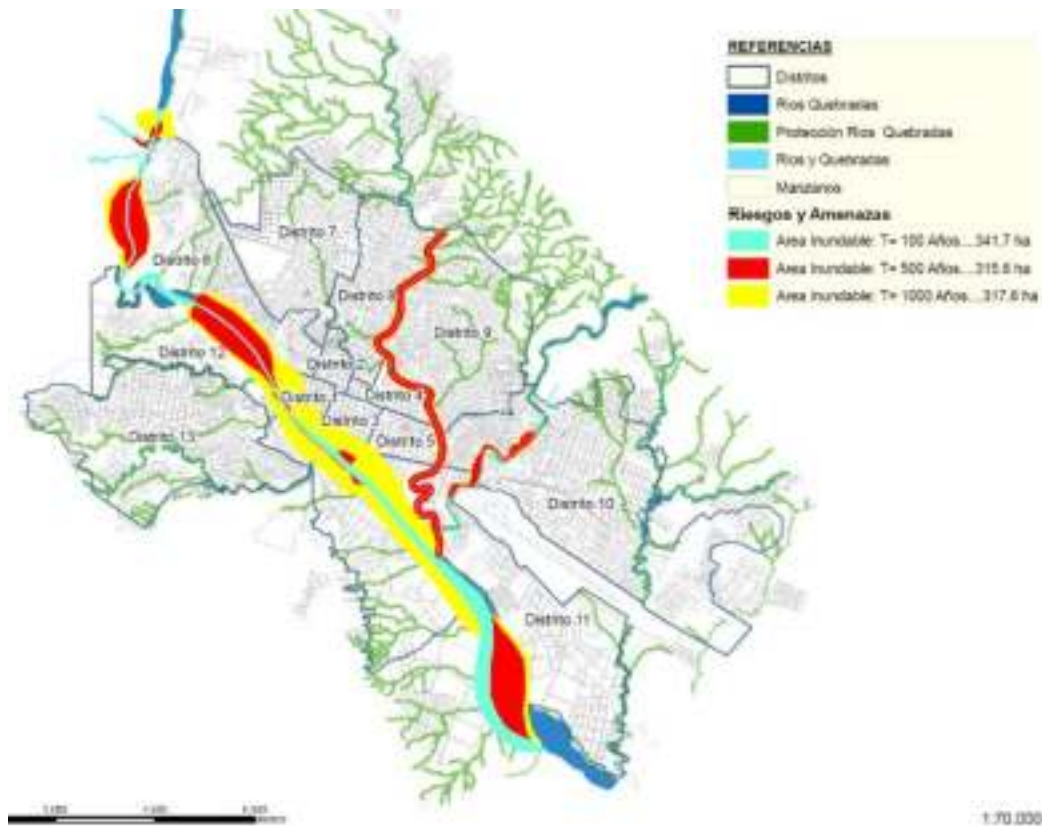 REFERENCIAS
Distritos
Rios Quebradas
Protección Rios Quebradas
Rios y Quebradas
Manzanos
Riesgos y Amenazas
Area Inundable: T= 100 Años...341.7 ha
Area Inundable: T= 500 Años...315.6 ha
Area Inundable: T= 1000 Años...317.6 ha
Distrito 7
Distrito 6
Distrito 8
Distrito 9
Distrito 12
Distrito 2
Distrito 1
Distrito 4
Distrito 3
Distrito 5
Distrito 13
Distrito 10
Distrito 11
1:70.000